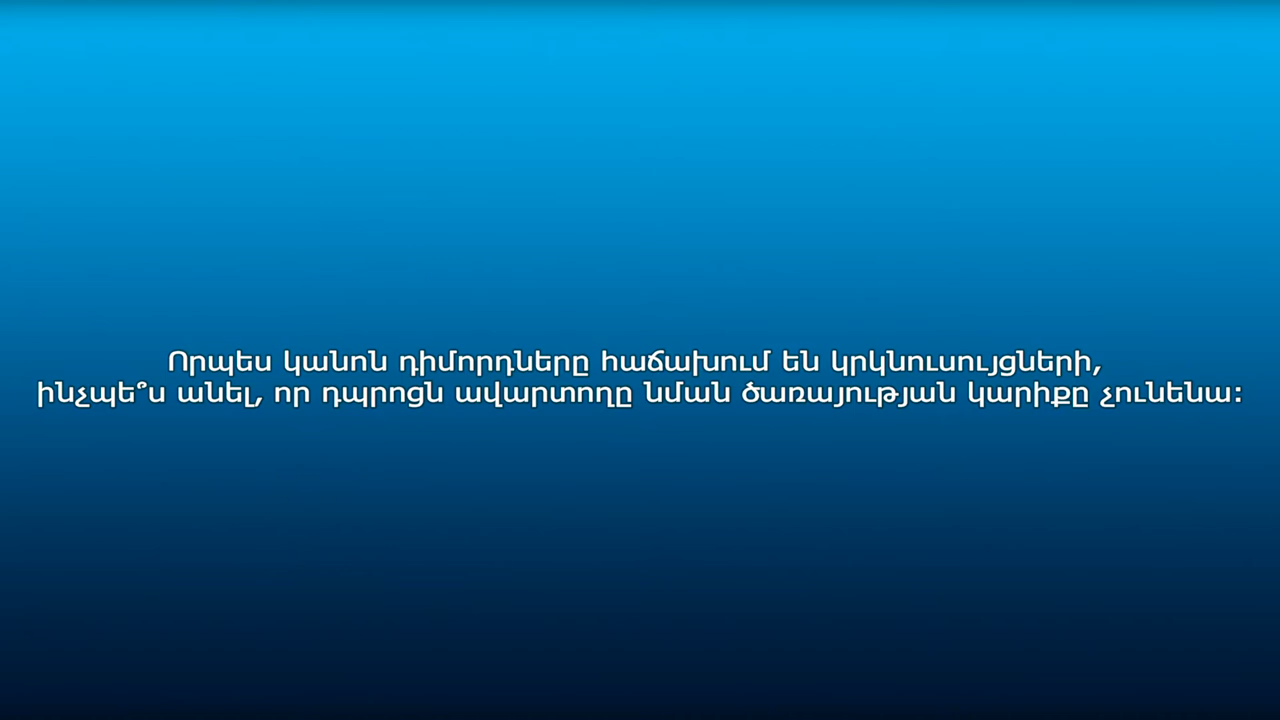 Որպես կանոն դիմորդները հաճախում են կրկնուսույցների,
ինչպե՞ս անել, որ դպրոցն ավարտողը նման ծառայության կարիքը չունենա: